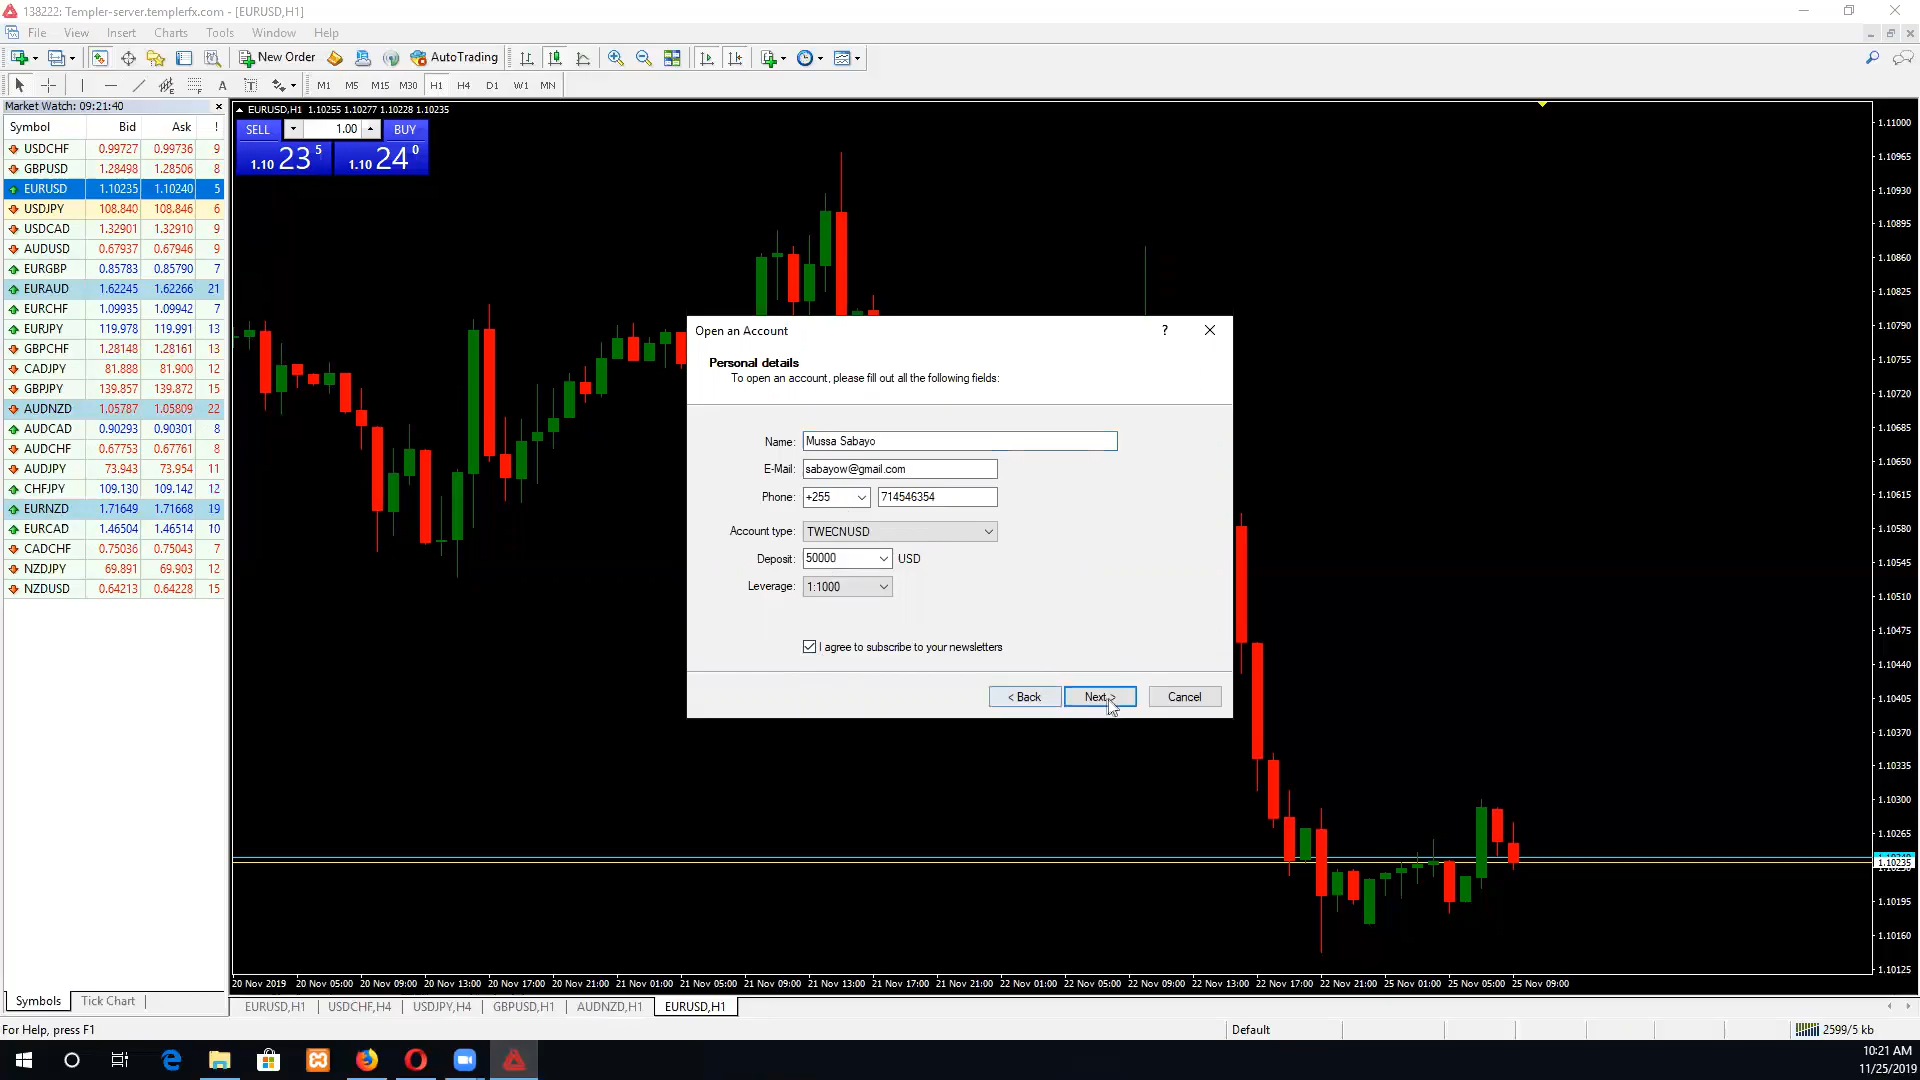 138222: Templer-server.templerfx.com - [EURUSD,H1]
File View Insert Charts Tools Window Help
New Order AutoTrading
A T M1 M5 M15 M30 H1 H4 D1 W1 MN
Market Watch: 09:21:40
Symbol Bid Ask !
USDCHF 0.99727 0.99736 9
GBPUSD 1.28498 1.28506 8
EURUSD 1.10235 1.10240 5
USDJPY 108.840 108.846 6
USDCAD 1.32901 1.32910 9
AUDUSD 0.67937 0.67946 9
EURGBP 0.85783 0.85790 7
EURAUD 1.62245 1.62266 21
EURCHF 1.09935 1.09942 7
EURJPY 119.978 119.991 13
GBPCHF 1.28148 1.28161 13
CADJPY 81.888 81.900 12
GBPJPY 139.857 139.872 15
AUDNZD 1.05787 1.05809 22
AUDCAD 0.90293 0.90301 8
AUDCHF 0.67753 0.67761 8
AUDJPY 73.943 73.954 11
CHFJPY 109.130 109.142 12
EURNZD 1.71649 1.71668 19
EURCAD 1.46504 1.46514 10
CADCHF 0.75036 0.75043 7
NZDJPY 69.891 69.903 12
NZDUSD 0.64213 0.64228 15
Symbols Tick Chart
EURUSD,H1 1.10255 1.10277 1.10228 1.10235
SELL 1.00 BUY
1.10 23 5 1.10 24 0
Open an Account ?
Personal details
To open an account, please fill out all the following fields:
Name: Mussa Sabayo
E-Mail: sabayow@gmail.com
Phone: +255 714546354
Account type: TWECNUSD
Deposit: 50000 USD
Leverage: 1:1000
I agree to subscribe to your newsletters
< Back Next > Cancel
1.11000
1.10965
1.10930
1.10895
1.10860
1.10825
1.10790
1.10755
1.10720
1.10685
1.10650
1.10615
1.10580
1.10545
1.10510
1.10475
1.10440
1.10405
1.10370
1.10335
1.10300
1.10265
1.10235
1.10195
1.10160
1.10125
20 Nov 2019 20 Nov 05:00 20 Nov 09:00 20 Nov 13:00 20 Nov 17:00 20 Nov 21:00 21 Nov 01:00 21 Nov 05:00 21 Nov 09:00 21 Nov 13:00 21 Nov 17:00 21 Nov 21:00 22 Nov 01:00 22 Nov 05:00 22 Nov 09:00 22 Nov 13:00 22 Nov 17:00 22 Nov 21:00 25 Nov 01:00 25 Nov 05:00 25 Nov 09:00
EURUSD,H1 USDCHF,H4 USDJPY,H4 GBPUSD,H1 AUDNZD,H1 EURUSD,H1
For Help, press F1 Default 2599/5 kb
10:21 AM
11/25/2019